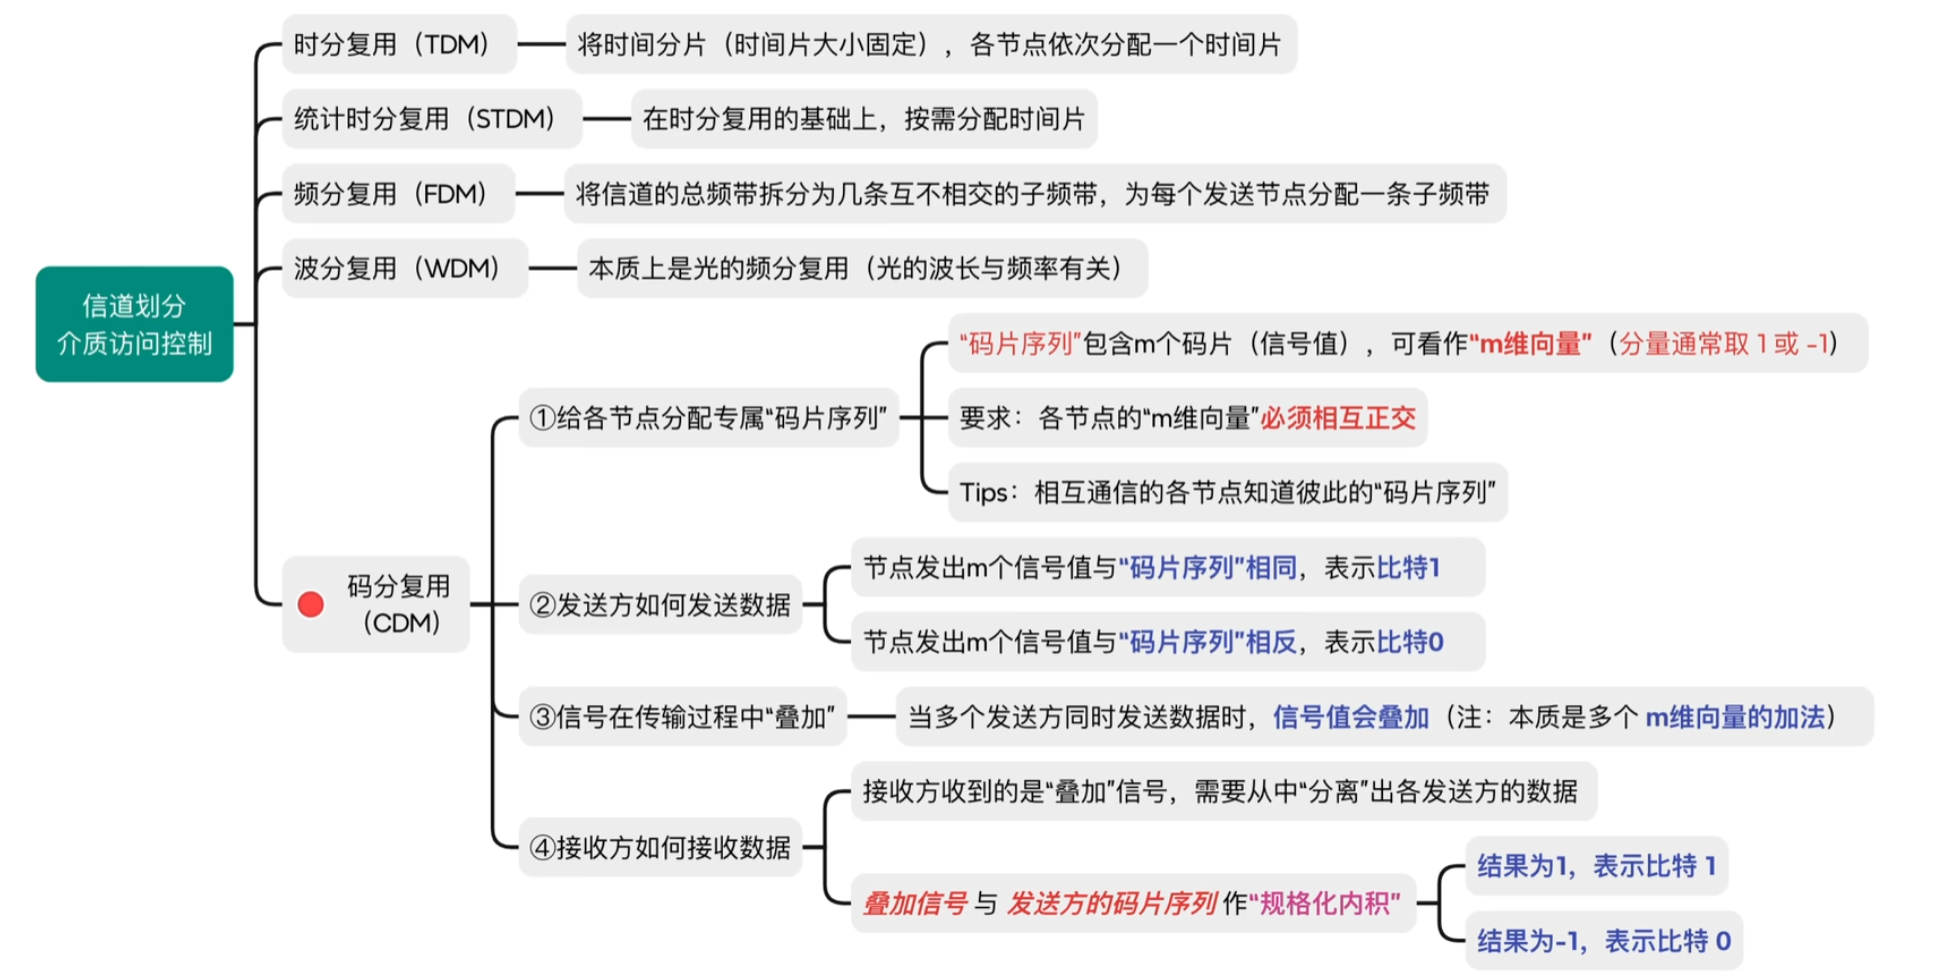 信道划分
介质访问控制
时分复用（TDM）
将时间分片（时间片大小固定），各节点依次分配一个时间片
统计时分复用（STDM）
在时分复用的基础上，按需分配时间片
频分复用（FDM）
将信道的总频带拆分为几条互不相交的子频带，为每个发送节点分配一条子频带
波分复用（WDM）
本质上是光的频分复用（光的波长与频率有关）
码分复用
（CDM）
①给各节点分配专属“码片序列”
“码片序列”包含m个码片（信号值），可看作“m维向量”（分量通常取 1 或 -1）
要求：各节点的“m维向量”必须相互正交
Tips：相互通信的各节点知道彼此的“码片序列”
②发送方如何发送数据
节点发出m个信号值与“码片序列”相同，表示比特1
节点发出m个信号值与“码片序列”相反，表示比特0
③信号在传输过程中“叠加”
当多个发送方同时发送数据时，信号值会叠加（注：本质是多个 m维向量的加法）
④接收方如何接收数据
接收方收到的是“叠加”信号，需要从中“分离”出各发送方的数据
叠加信号 与 发送方的码片序列 作“规格化内积”
结果为1，表示比特 1
结果为-1，表示比特 0